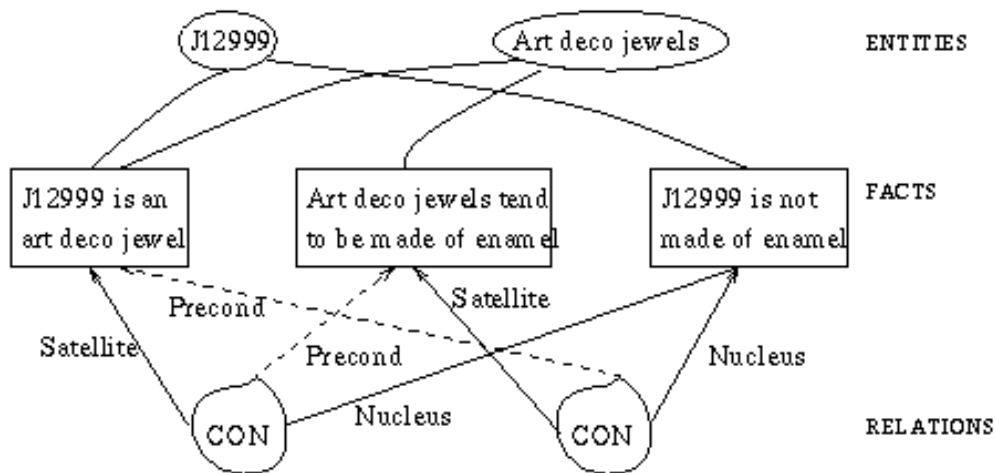 J12999
Art deco jewels
ENTITIES
J12999 is an
art deco jewel
Art deco jewels tend
to be made of enamel
J12999 is not
made of enamel
FACTS
Precond
Satellite
Satellite
Precond
Nucleus
Nucleus
CON
CON
RELATIONS